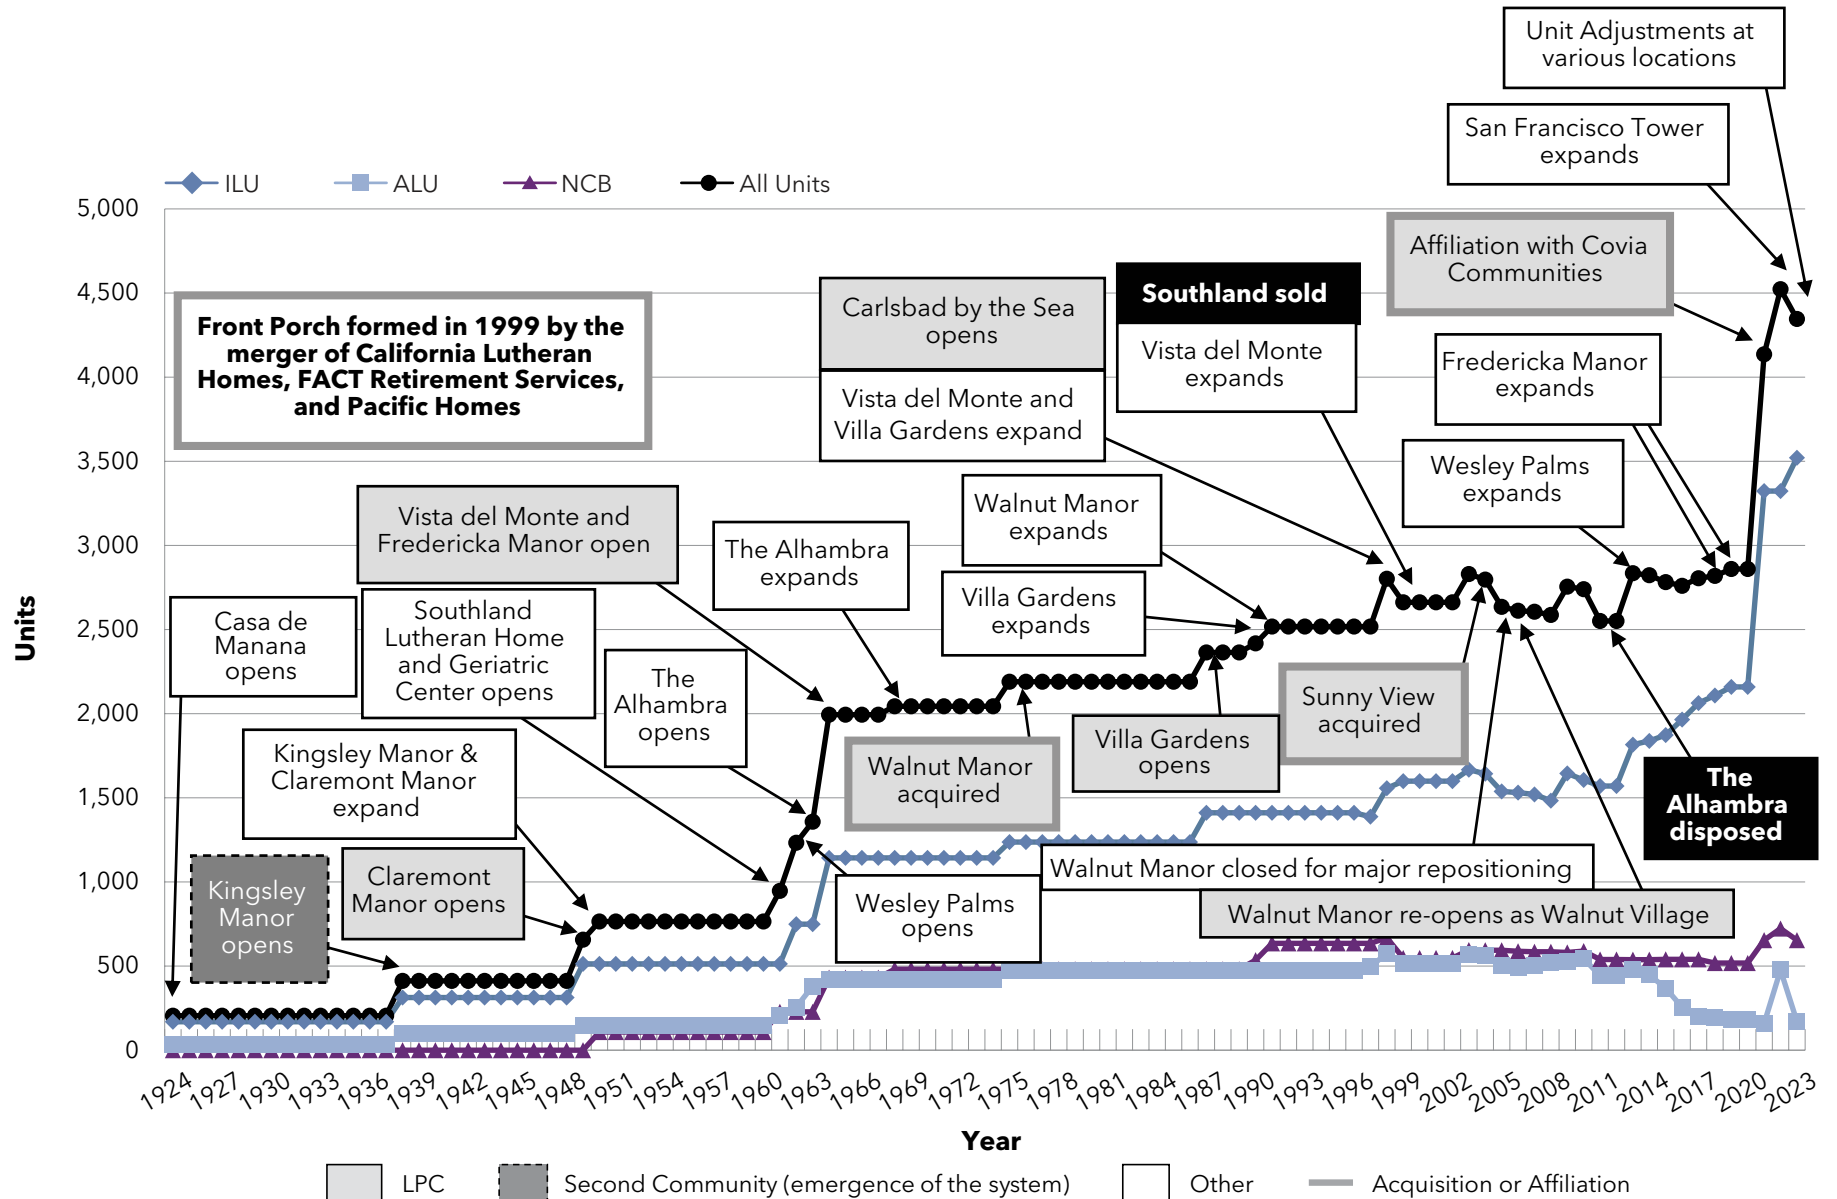 Unit Adjustments at
various locations
San Francisco Tower
expands
ILU
ALU
NCB
All Units
5,000
4,500
4,000
3,500
3,000
2,500
2,000
1,500
1,000
500
0
Units
Front Porch formed in 1999 by the
merger of California Lutheran
Homes, FACT Retirement Services,
and Pacific Homes
Carlsbad by the Sea
opens
Vista del Monte and
Villa Gardens expand
Southland sold
Vista del Monte
expands
Affiliation with Covia
Communities
Fredericka Manor
expands
Wesley Palms
expands
Vista del Monte and
Fredericka Manor open
The Alhambra
expands
Walnut Manor
expands
Villa Gardens
expands
Casa de
Manana
opens
Southland
Lutheran Home
and Geriatric
Center opens
The
Alhambra
opens
Kingsley Manor &
Claremont Manor
expand
Walnut Manor
acquired
Villa Gardens
opens
Sunny View
acquired
The
Alhambra
disposed
Kingsley
Manor
opens
Claremont
Manor opens
Wesley Palms
opens
Walnut Manor closed for major repositioning
Walnut Manor re-opens as Walnut Village
1924
1927
1930
1933
1936
1939
1942
1945
1948
1951
1954
1957
1960
1963
1966
1969
1972
1975
1978
1981
1984
1987
1990
1993
1996
1999
2002
2005
2008
2011
2014
2017
2020
2023
Year
LPC
Second Community (emergence of the system)
Other
Acquisition or Affiliation